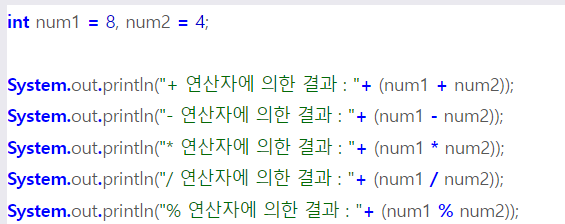 int num1 = 8, num2 = 4;
System.out.println("+ 연산자에 의한 결과 : "+ (num1 + num2));
System.out.println("- 연산자에 의한 결과 : "+ (num1 - num2));
System.out.println("* 연산자에 의한 결과 : "+ (num1 * num2));
System.out.println("/ 연산자에 의한 결과 : "+ (num1 / num2));
System.out.println("% 연산자에 의한 결과 : "+ (num1 % num2));